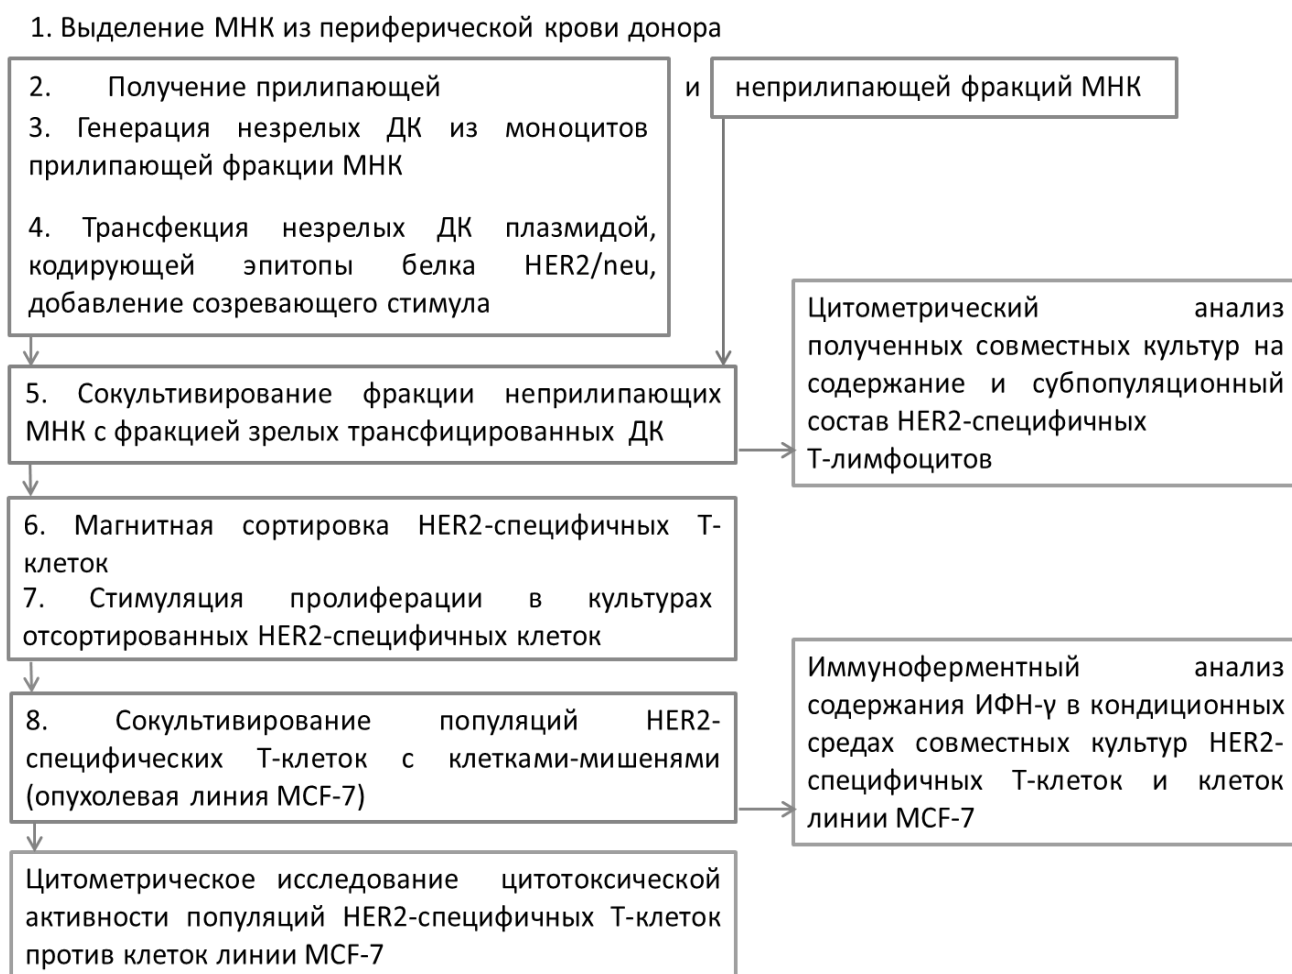 1. Выделение МНК из периферической крови донора
2. Получение прилипающей
и
неприлипающей фракций МНК
3. Генерация незрелых ДК из моноцитов
прилипающей фракции МНК
4. Трансфекция незрелых ДК плазмидой,
кодирующей эпитопы белка HER2/neu,
добавление созревающего стимула
Цитометрический анализ
полученных совместных культур на
содержание и субпопуляционный
состав HER2-специфичных
Т-лимфоцитов
5. Сокультивирование фракции неприлипающих
МНК с фракцией зрелых трансфицированных ДК
6. Магнитная сортировка HER2-специфичных Т-
клеток
7. Стимуляция пролиферации в культурах
отсортированных HER2-специфичных клеток
Иммуноферментный анализ
содержания ИФН-γ в кондиционных
средах совместных культур HER2-
специфичных Т-клеток и клеток
линии MCF-7
8. Сокультивирование популяций HER2-
специфических Т-клеток с клетками-мишенями
(опухолевая линия MCF-7)
Цитометрическое исследование цитотоксической
активности популяций HER2-специфичных Т-клеток
против клеток линии MCF-7